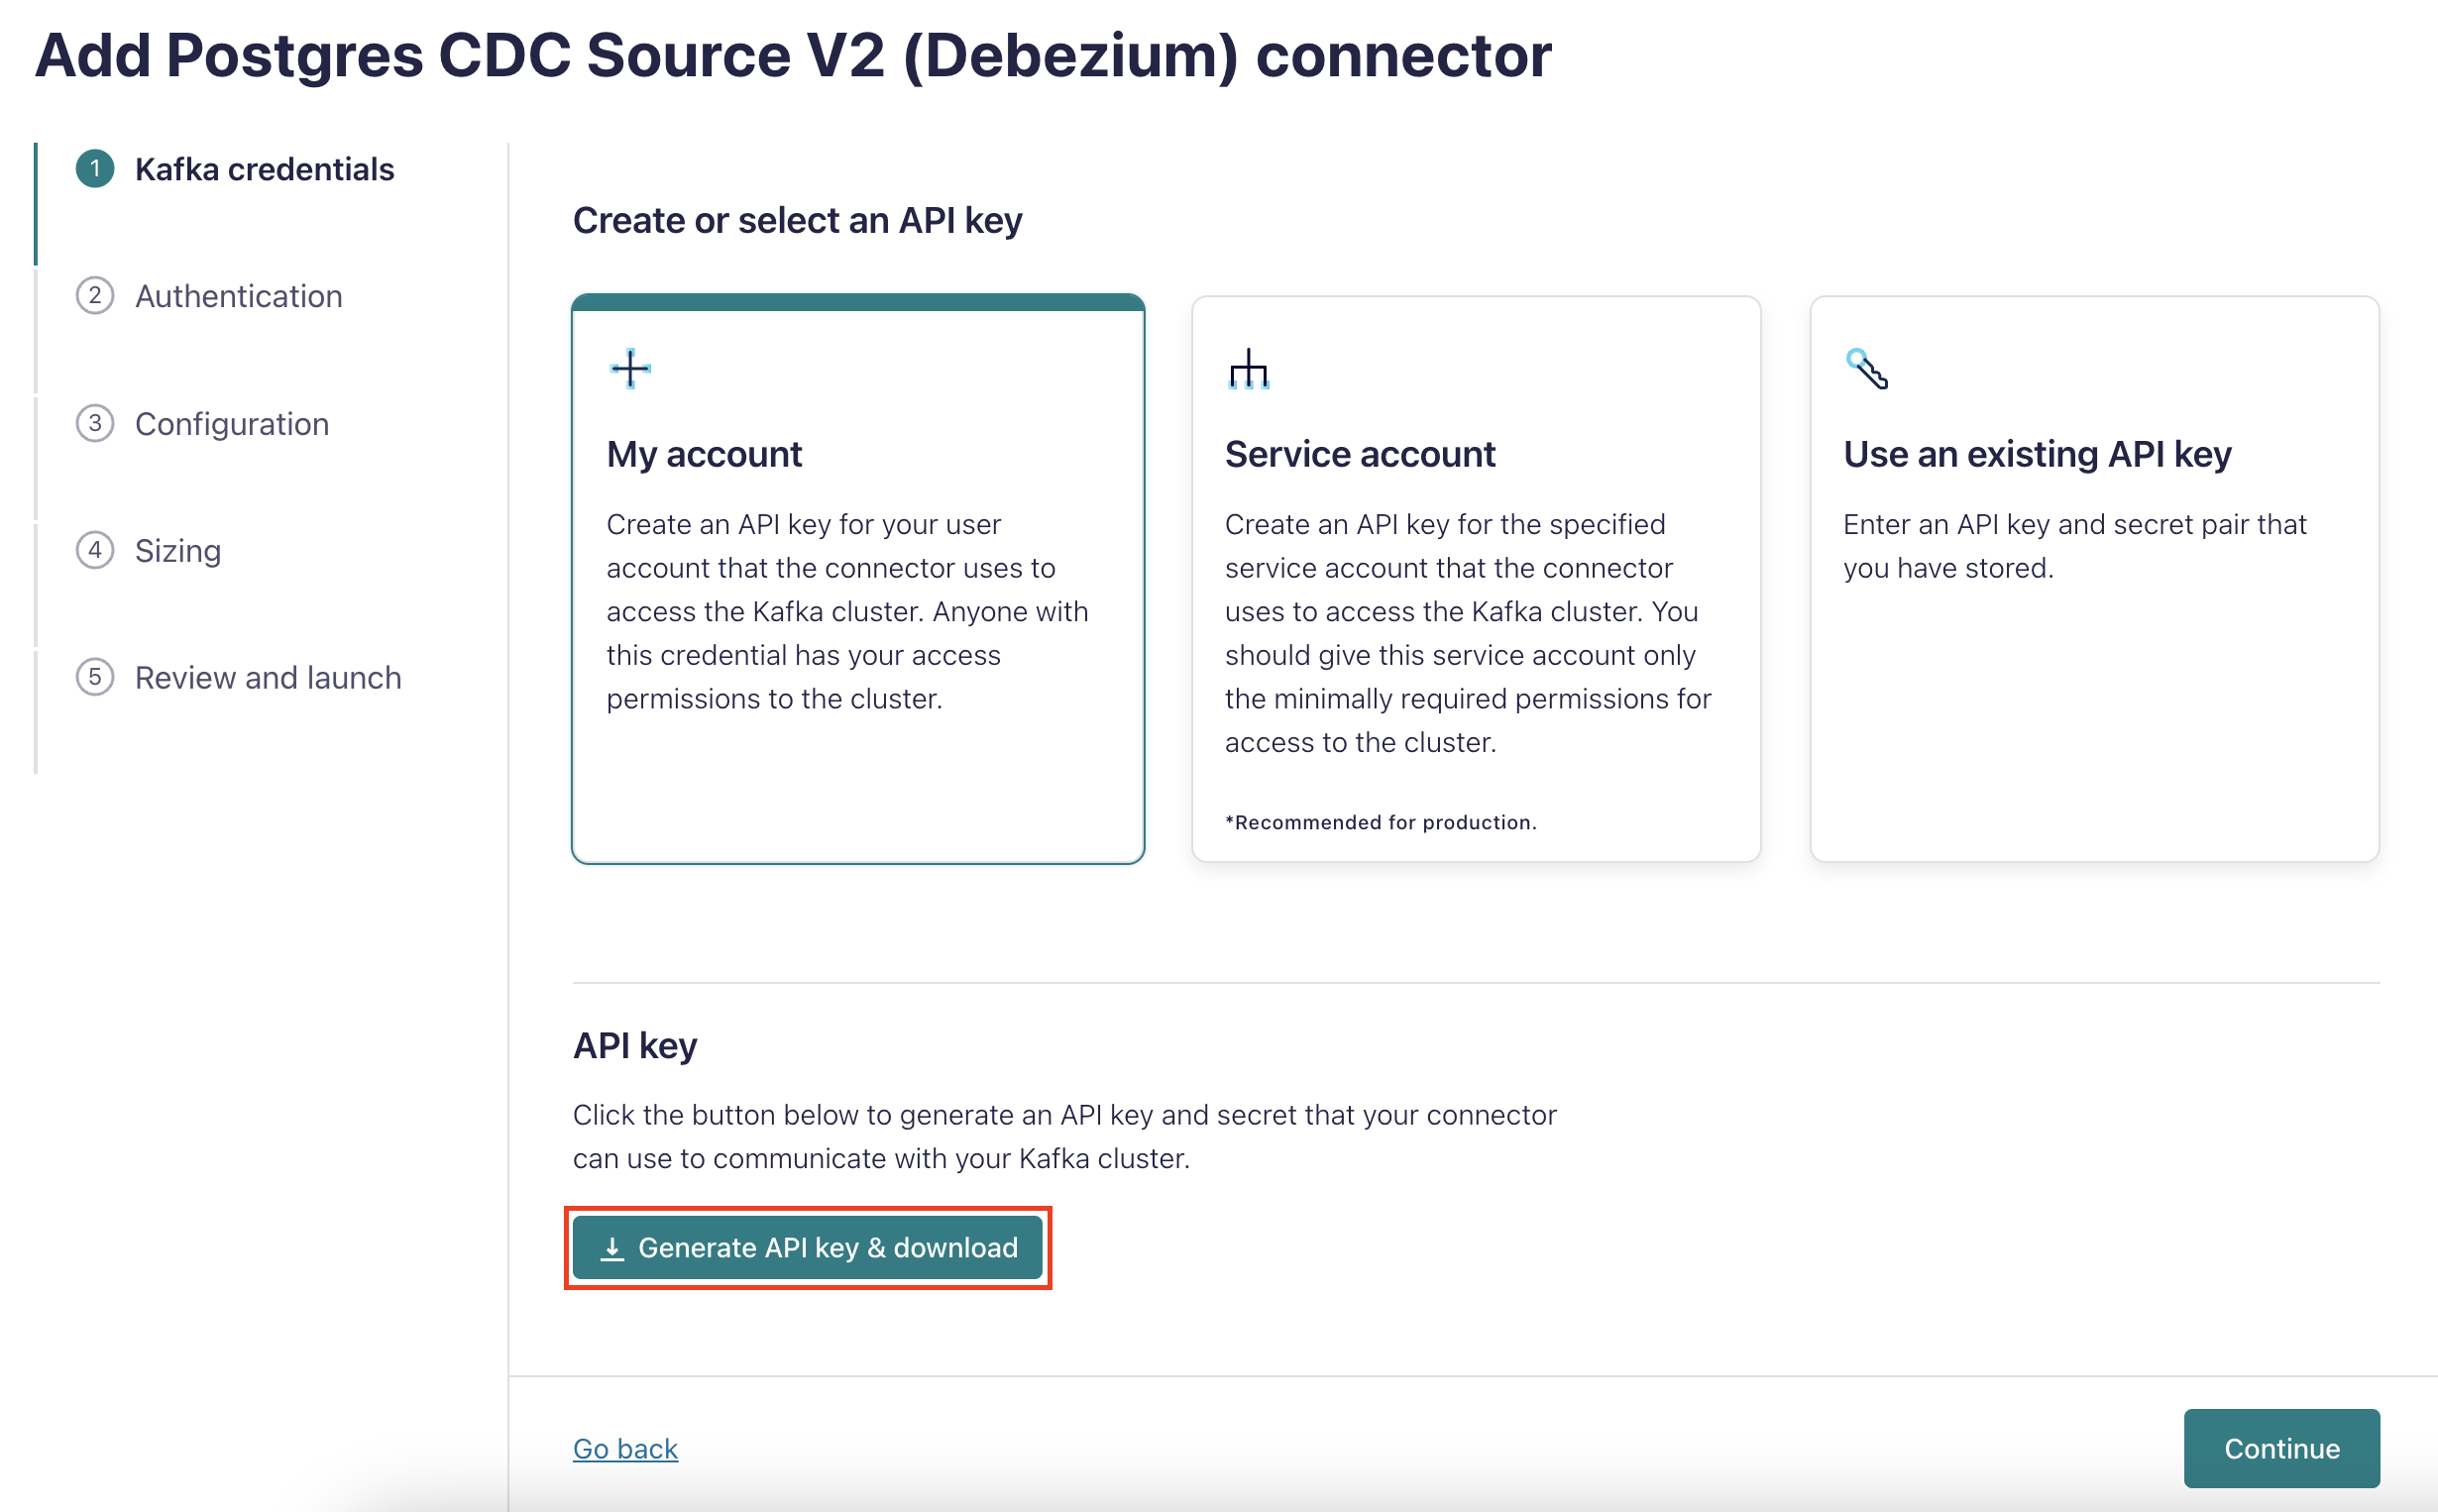 Add Postgres CDC Source V2 (Debezium) connector
1 Kafka credentials
2 Authentication
3 Configuration
4 Sizing
5 Review and launch
Create or select an API key
My account
Create an API key for your user
account that the connector uses to
access the Kafka cluster. Anyone with
this credential has your access
permissions to the cluster.
Service account
Create an API key for the specified
service account that the connector
uses to access the Kafka cluster. You
should give this service account only
the minimally required permissions for
access to the cluster.
*Recommended for production.
Use an existing API key
Enter an API key and secret pair that
you have stored.
API key
Click the button below to generate an API key and secret that your connector
can use to communicate with your Kafka cluster.
Generate API key & download
Go back
Continue